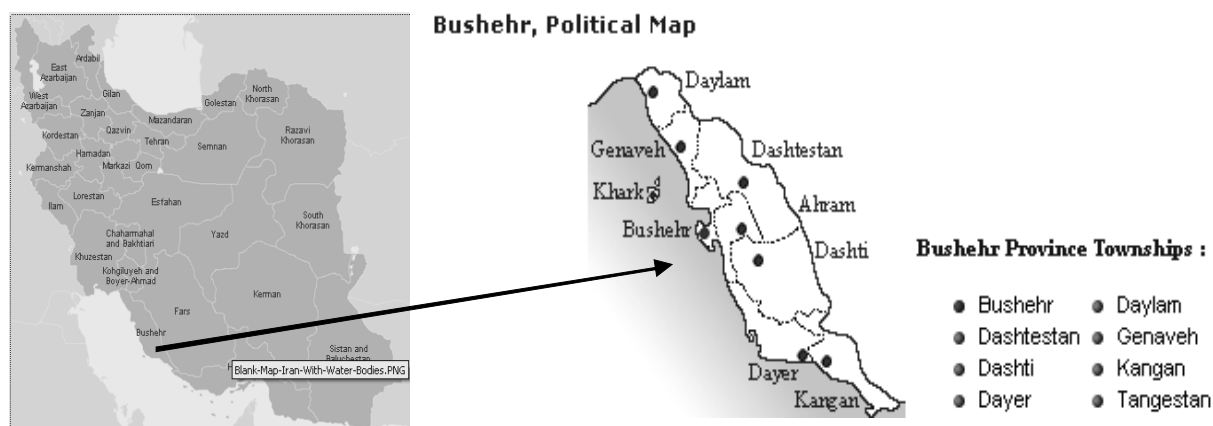 Bushehr, Political Map
Ardabil
East
Azarbaijan
West
Azarbaijan
Gilan
Zanjan
Kordestan
Qazvin
Mazandaran
Golestan
North
Khorasan
Tehran
Semnan
Razavi
Khorasan
Hamadan
Kermanshah
Markazi
Qom
Lorestan
Ilam
Esfahan
South
Khorasan
Chaharmahal
and Bakhtiari
Yazd
Khuzestan
Kohgiluyeh and
Boyer-Ahmad
Kerman
Fars
Bushehr
Sistan and
Baluchestan
Blank-Map-Iran-With-Water-Bodies.PNG
Daylam
Genaveh
Dashtestan
Khark
Ahram
Bushehr
Dashti
Dayer
Kangan
Bushehr Province Townships :
Bushehr
Daylam
Dashtestan
Genaveh
Dashti
Kangan
Dayer
Tangestan